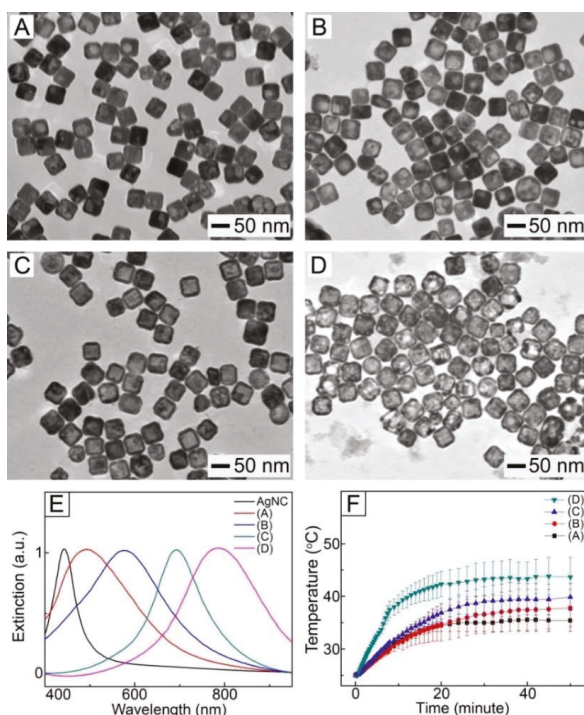 A
50 nm
B
50 nm
C
50 nm
D
50 nm
E
AgNC
(A)
(B)
(C)
(D)
Extinction (a.u.)
1
0
400 600 800
Wavelength (nm)
F
(D)
(C)
(B)
(A)
Temperature (°C)
50
40
30
0 20 40
Time (minute)